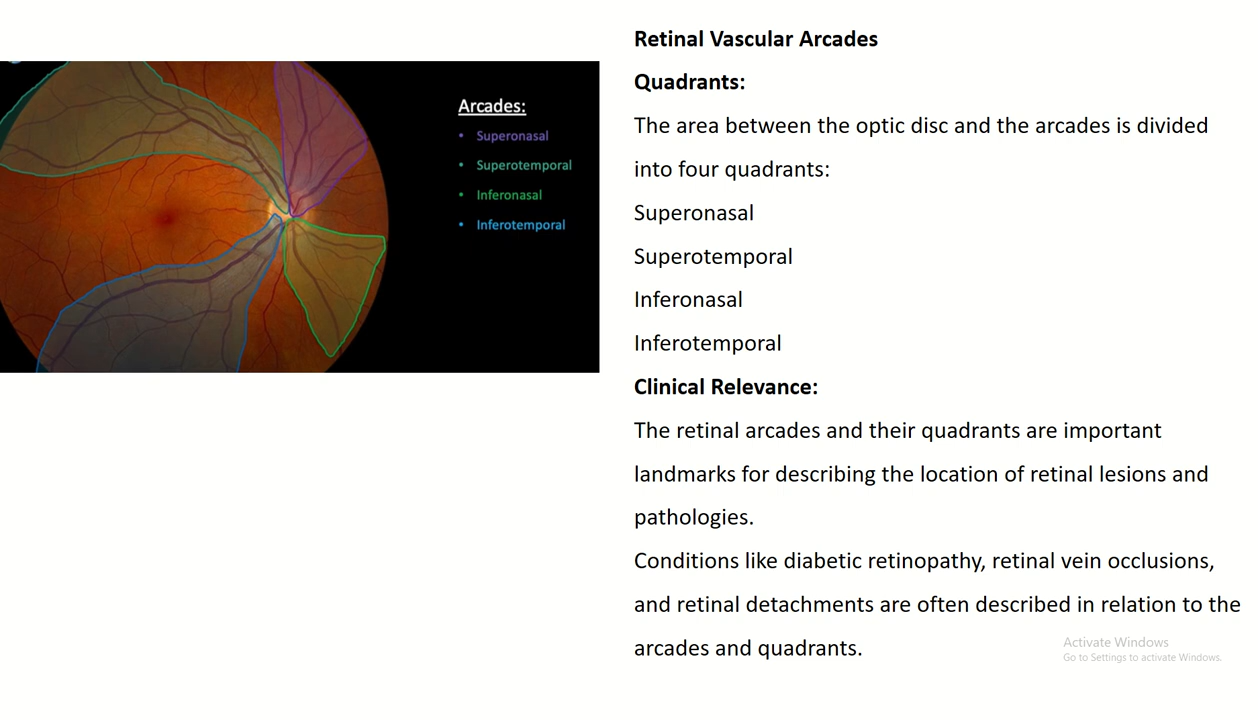 Arcades:
• Superonasal
• Superotemporal
• Inferonasal
• Inferotemporal
Retinal Vascular Arcades
Quadrants:
The area between the optic disc and the arcades is divided
into four quadrants:
Superonasal
Superotemporal
Inferonasal
Inferotemporal
Clinical Relevance:
The retinal arcades and their quadrants are important
landmarks for describing the location of retinal lesions and
pathologies.
Conditions like diabetic retinopathy, retinal vein occlusions,
and retinal detachments are often described in relation to the
arcades and quadrants.
Activate Windows
Go to Settings to activate Windows.